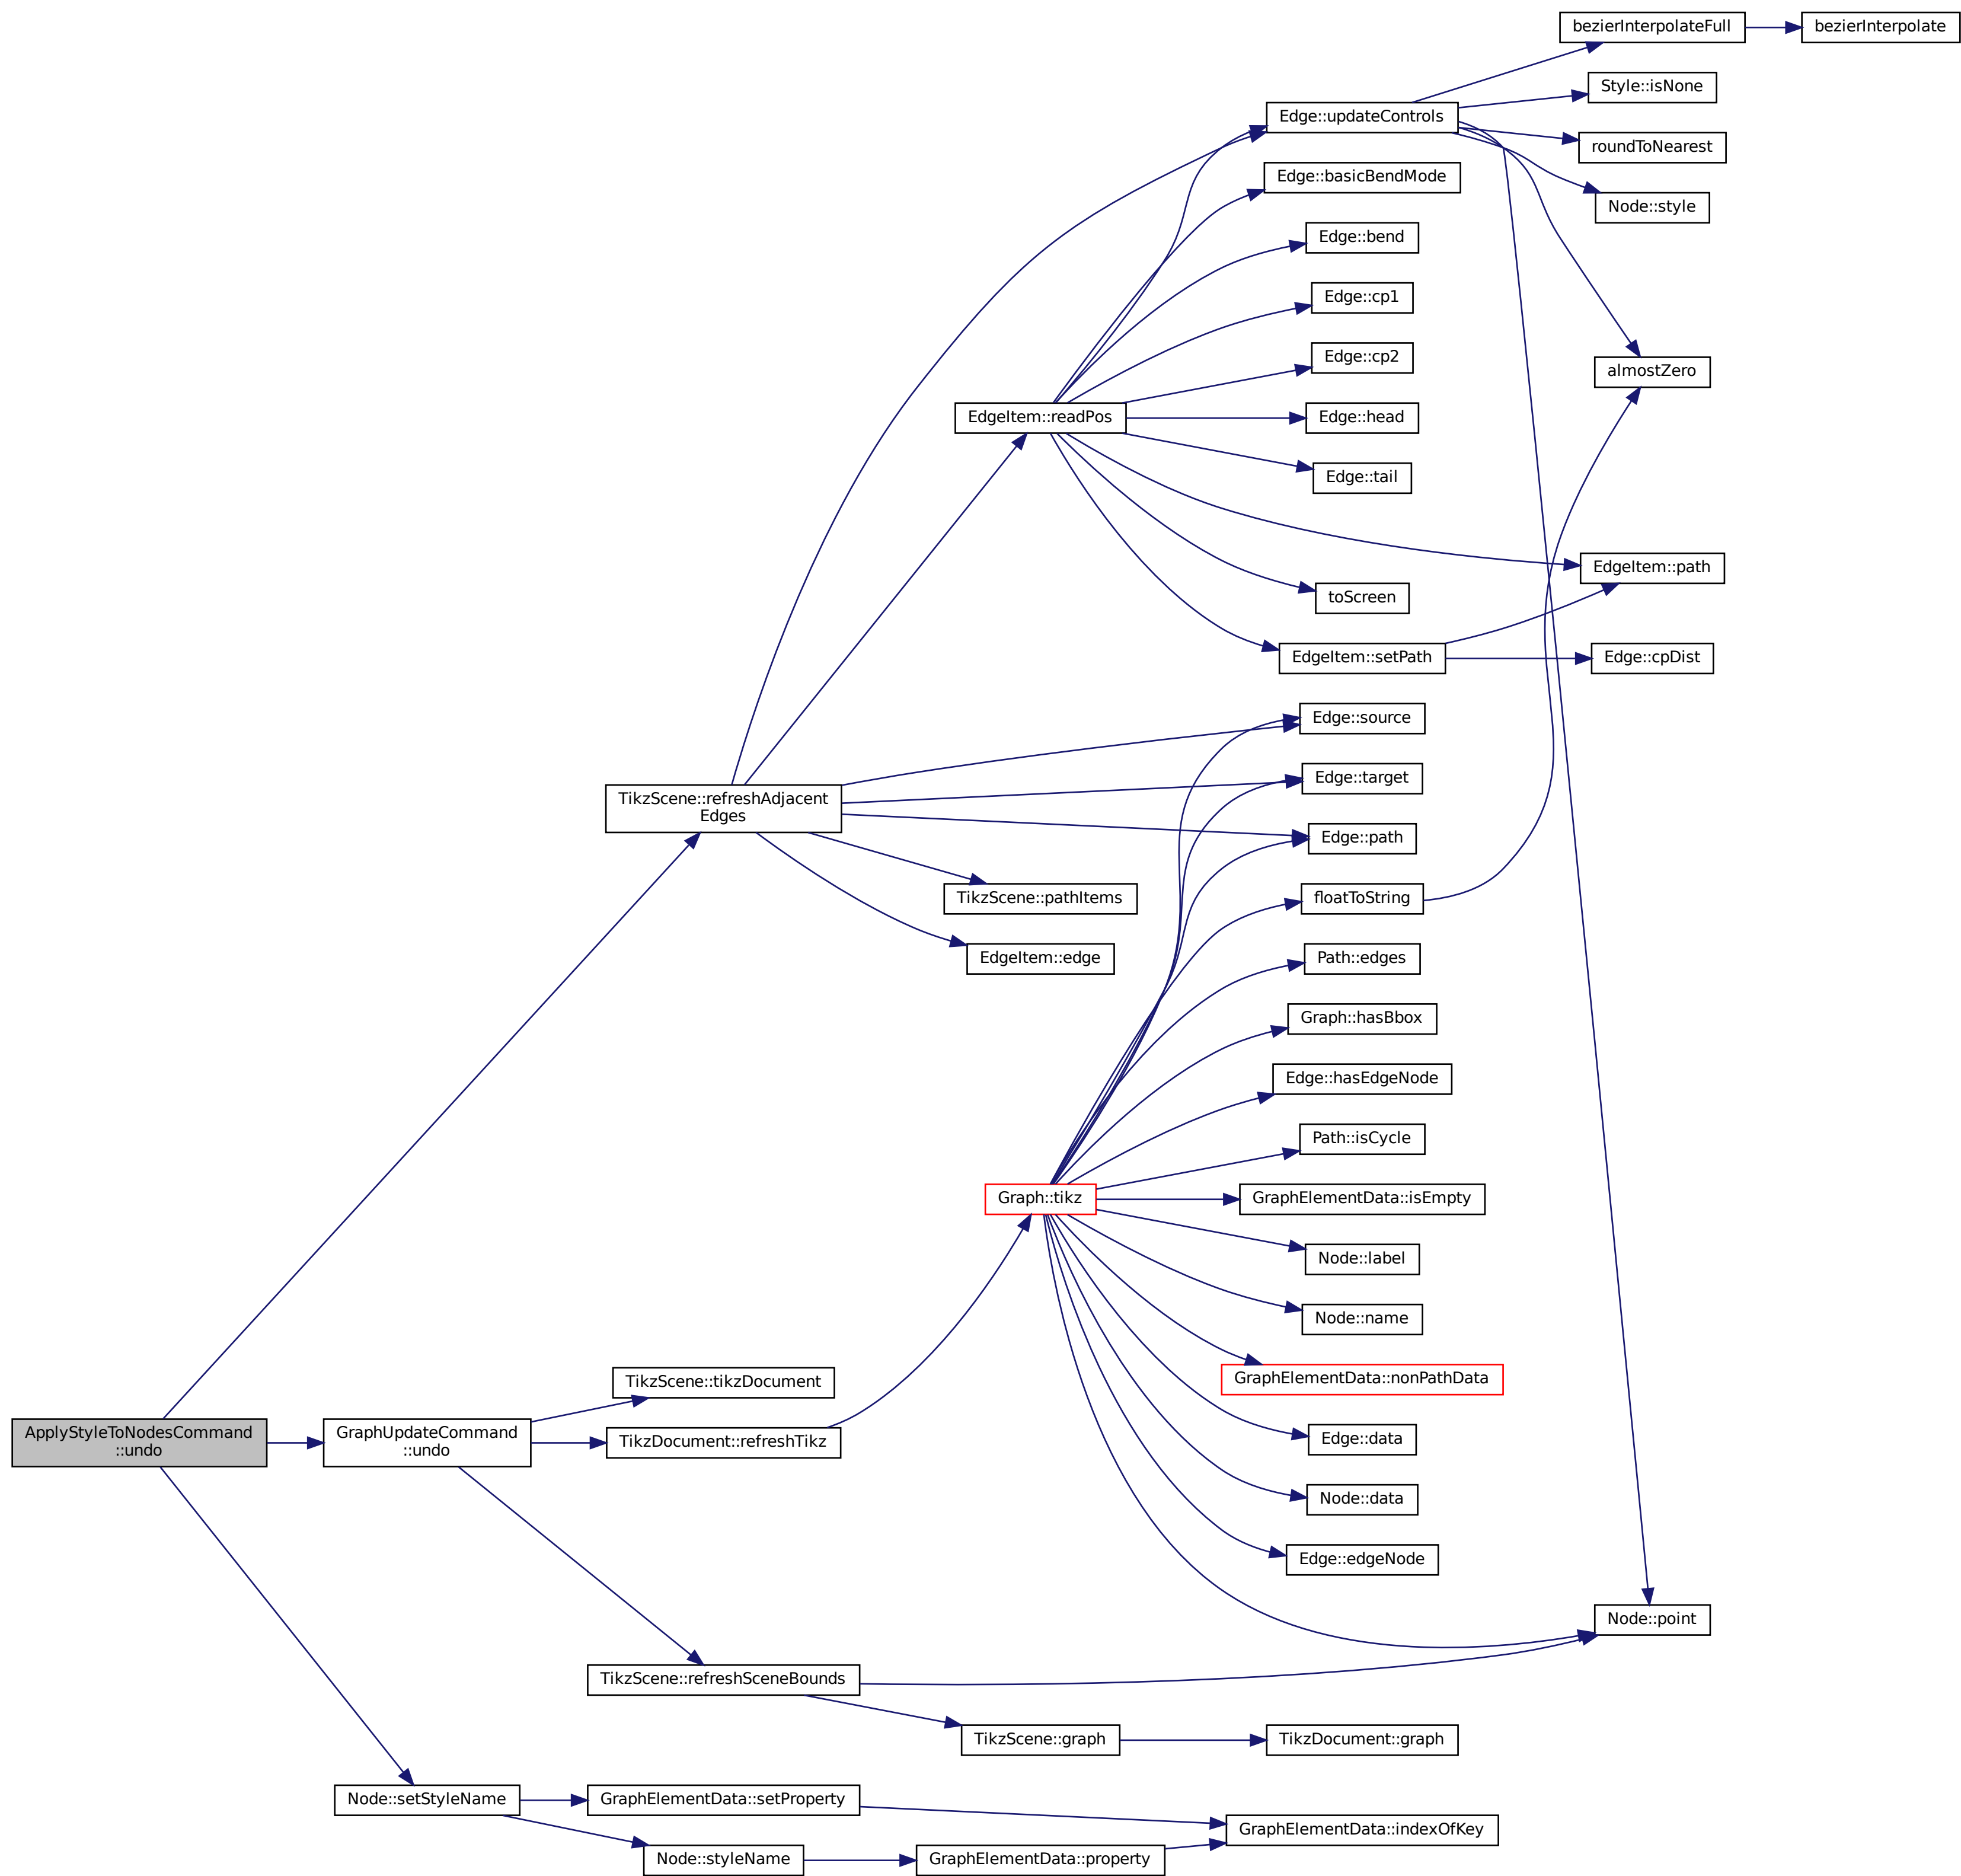 bezierInterpolateFull
bezierInterpolate
Style::isNone
Edge::updateControls
roundToNearest
Edge::basicBendMode
Node::style
Edge::bend
Edge::cp1
Edge::cp2
almostZero
EdgeItem::readPos
Edge::head
Edge::tail
EdgeItem::path
toScreen
EdgeItem::setPath
Edge::cpDist
Edge::source
Edge::target
TikzScene::refreshAdjacent
Edges
Edge::path
TikzScene::pathItems
floatToString
EdgeItem::edge
Path::edges
Graph::hasBbox
Edge::hasEdgeNode
Path::isCycle
Graph::tikz
GraphElementData::isEmpty
Node::label
Node::name
TikzScene::tikzDocument
GraphElementData::nonPathData
ApplyStyleToNodesCommand
::undo
GraphUpdateCommand
::undo
TikzDocument::refreshTikz
Edge::data
Node::data
Edge::edgeNode
Node::point
TikzScene::refreshSceneBounds
TikzScene::graph
TikzDocument::graph
Node::setStyleName
GraphElementData::setProperty
GraphElementData::indexOfKey
Node::styleName
GraphElementData::property